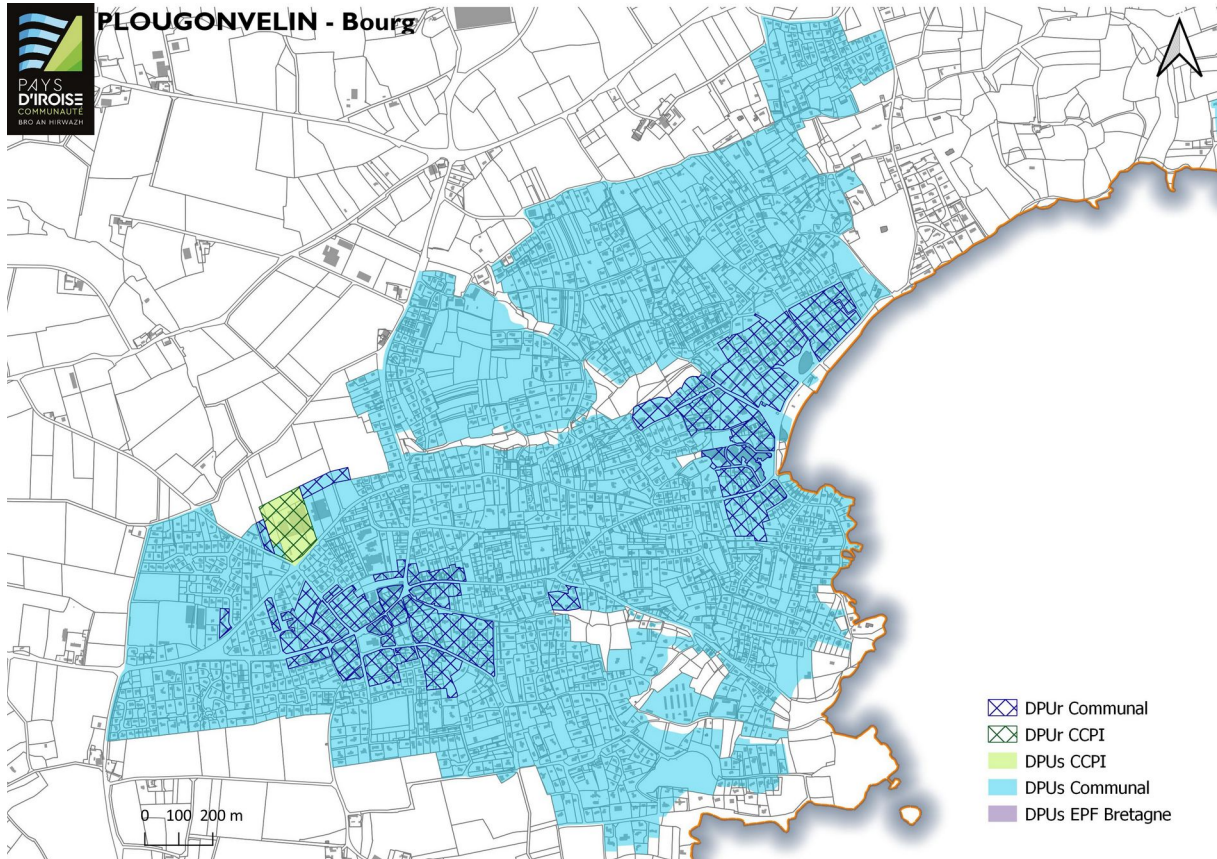 PLOUGONVELIN - Bourg
PAYS
D'IROISE
COMMUNAUTÉ
BRO AN HIRWAZH
DPUr Communal
DPUr CCPI
DPUs CCPI
DPUs Communal
DPUs EPF Bretagne
0 100 200 m